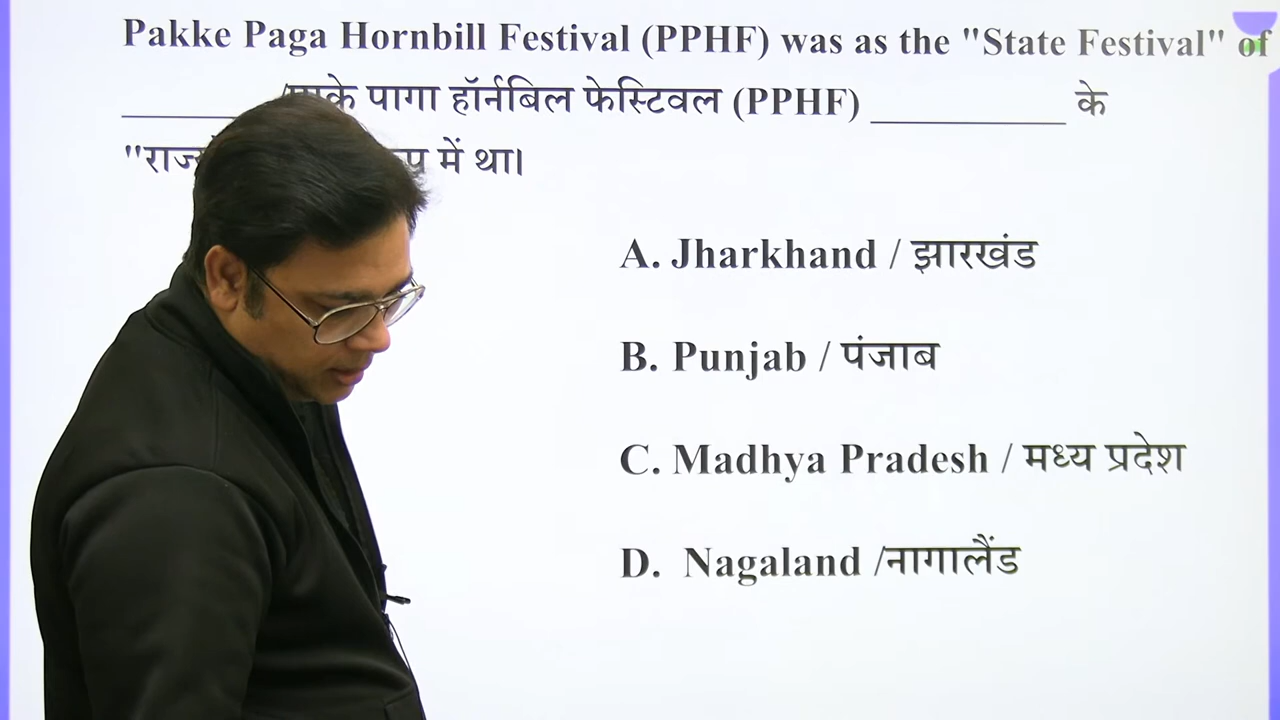 Pakke Paga Hornbill Festival (PPHF) was as the "State Festival" of
__________ पागा हॉर्नबिल फेस्टिवल (PPHF) __________ के
में था।
A. Jharkhand / झारखंड
B. Punjab / पंजाब
C. Madhya Pradesh / मध्य प्रदेश
D. Nagaland /नागालैंड